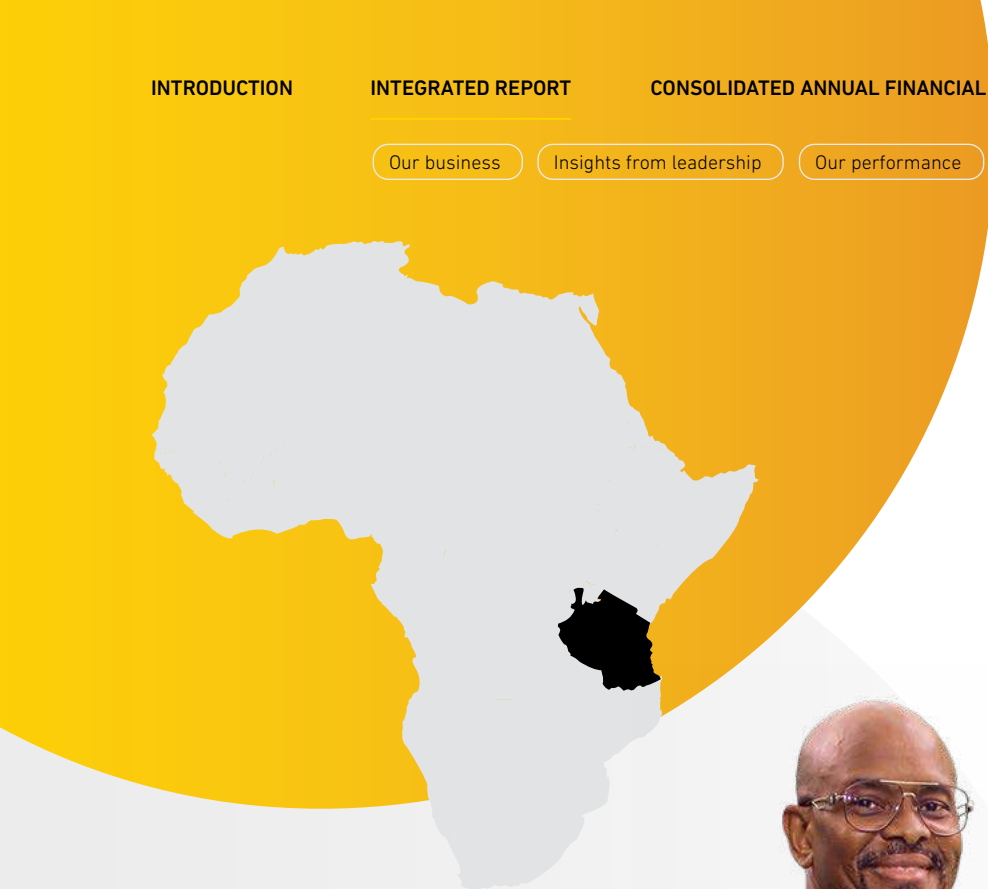 INTRODUCTION INTEGRATED REPORT CONSOLIDATED ANNUAL FINANCIAL
Our business Insights from leadership Our performance